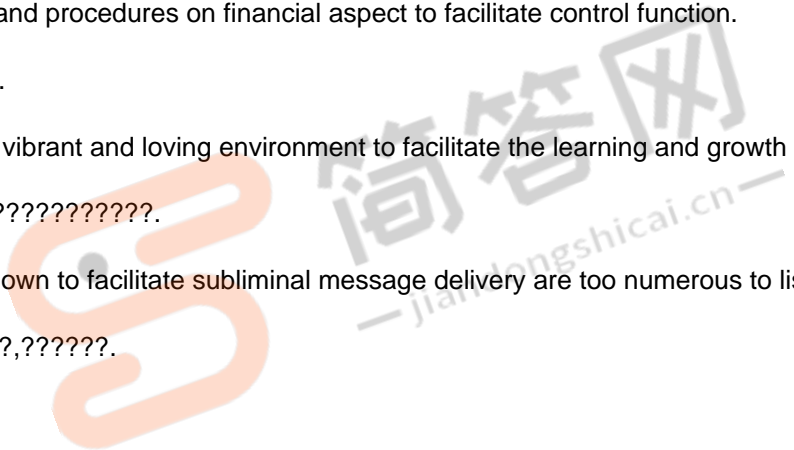 and procedures on financial aspect to facilitate control function.
.
vibrant and loving environment to facilitate the learning and growth
???????????.
own to facilitate subliminal message delivery are too numerous to lis
?,??????.
简答网
— jiandongshicai.cn —